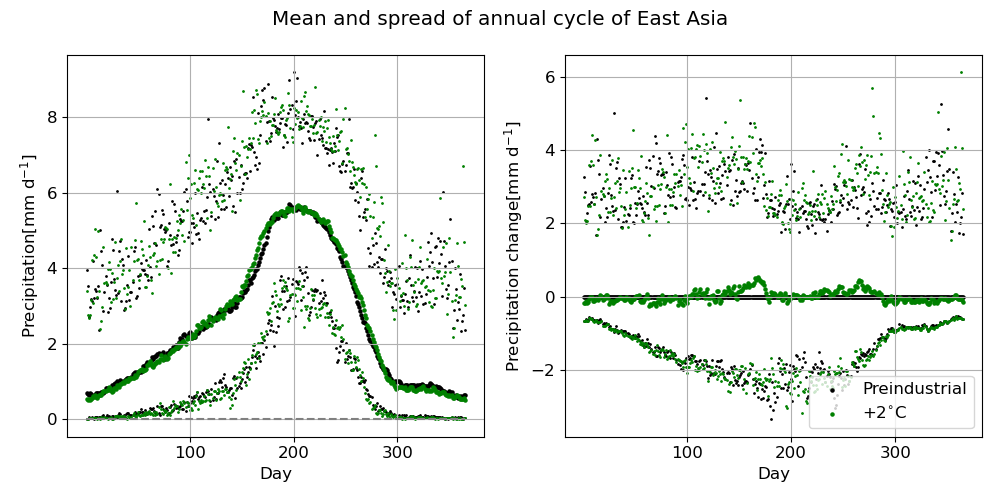 Mean and spread of annual cycle of East Asia
Precipitation[mm d⁻¹]
8
6
4
2
0
100
200
300
Day
Precipitation change[mm d⁻¹]
6
4
2
0
−2
100
200
300
Day
Preindustrial
+2°C